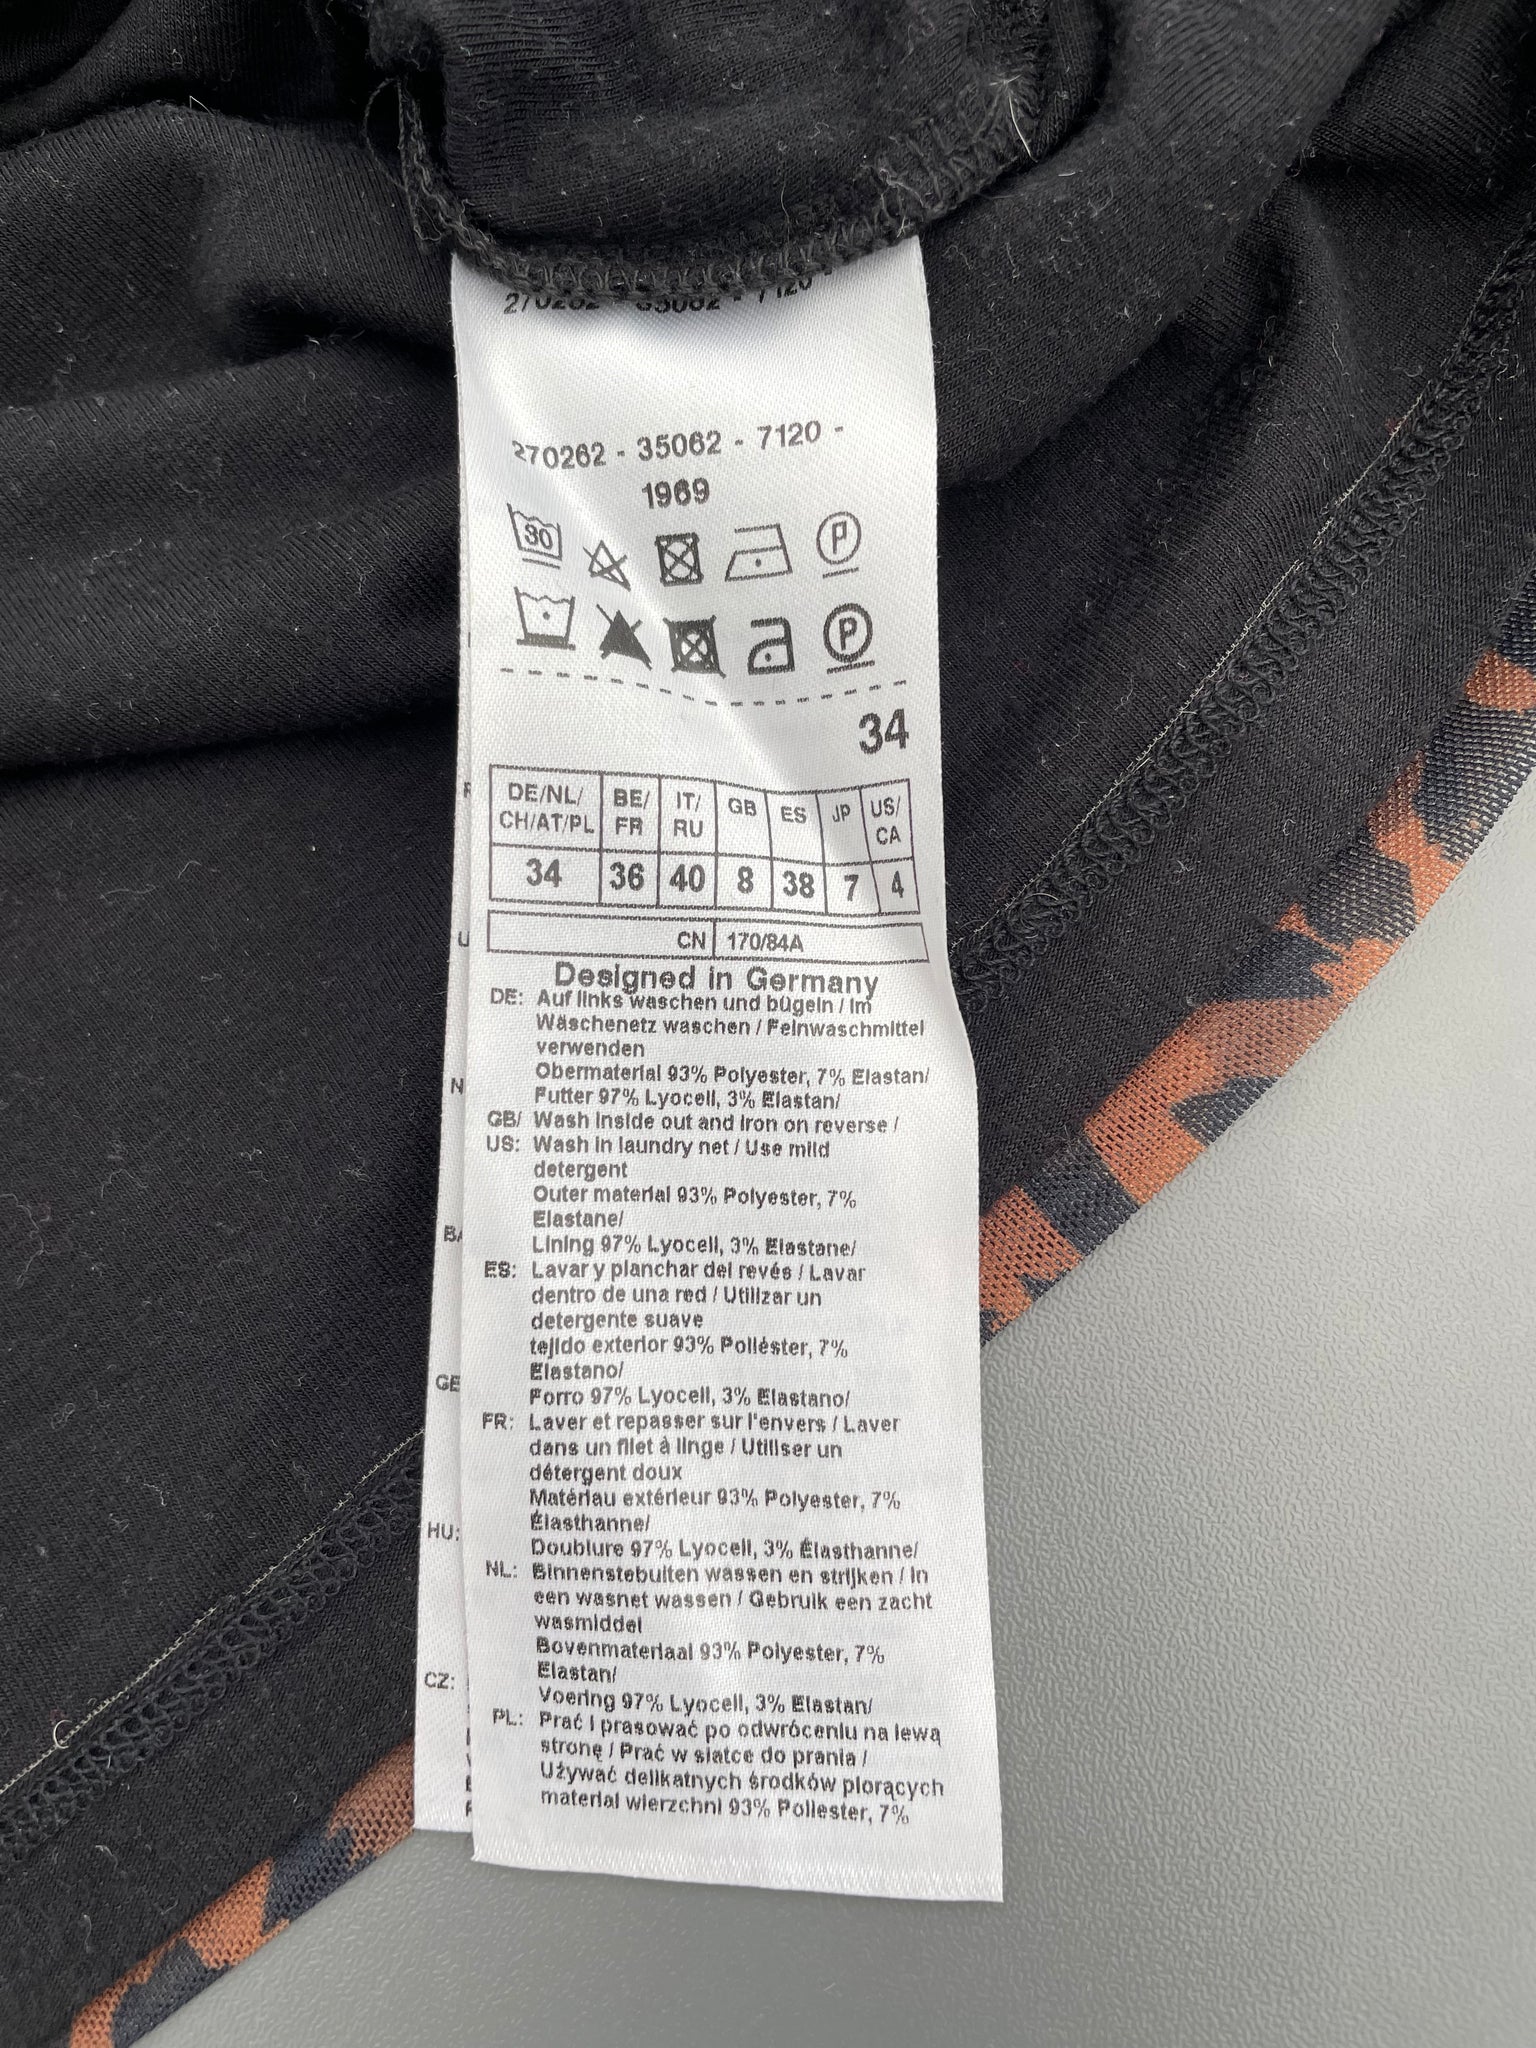 270262 - 35062 - 7120 -
270262 - 35062 - 7120 -
1969
30
P
P
34
DE/NL/ BE/ IT/ GB ES JP US/
CH/AT/PL FR RU CA
34 36 40 8 38 7 4
CN 170/84A
Designed in Germany
DE: Auf links waschen und bügeln / Im
Wäschenetz waschen / Feinwaschmittel
verwenden
Obermaterial 93% Polyester, 7% Elastan/
Futter 97% Lyocell, 3% Elastan/
GB/ Wash inside out and iron on reverse /
US: Wash in laundry net / Use mild
detergent
Outer material 93% Polyester, 7%
Elastane/
Lining 97% Lyocell, 3% Elastane/
ES: Lavar y planchar del revés / Lavar
dentro de una red / Utilizar un
detergente suave
tejido exterior 93% Poliéster, 7%
Elastano/
Forro 97% Lyocell, 3% Elastano/
FR: Laver et repasser sur l'envers / Laver
dans un filet à linge / Utiliser un
détergent doux
Matériau extérieur 93% Polyester, 7%
Élasthanne/
Doublure 97% Lyocell, 3% Élasthanne/
NL: Binnenstebuiten wassen en strijken / In
een wasnet wassen / Gebruik een zacht
wasmiddel
Bovenmateriaal 93% Polyester, 7%
Elastan/
Voering 97% Lyocell, 3% Elastan/
PL: Prać i prasować po odwróceniu na lewą
stronę / Prać w siatce do prania /
Używać delikatnych środków piorących
materiał wierzchni 93% Poliester, 7%
HU:
CZ: